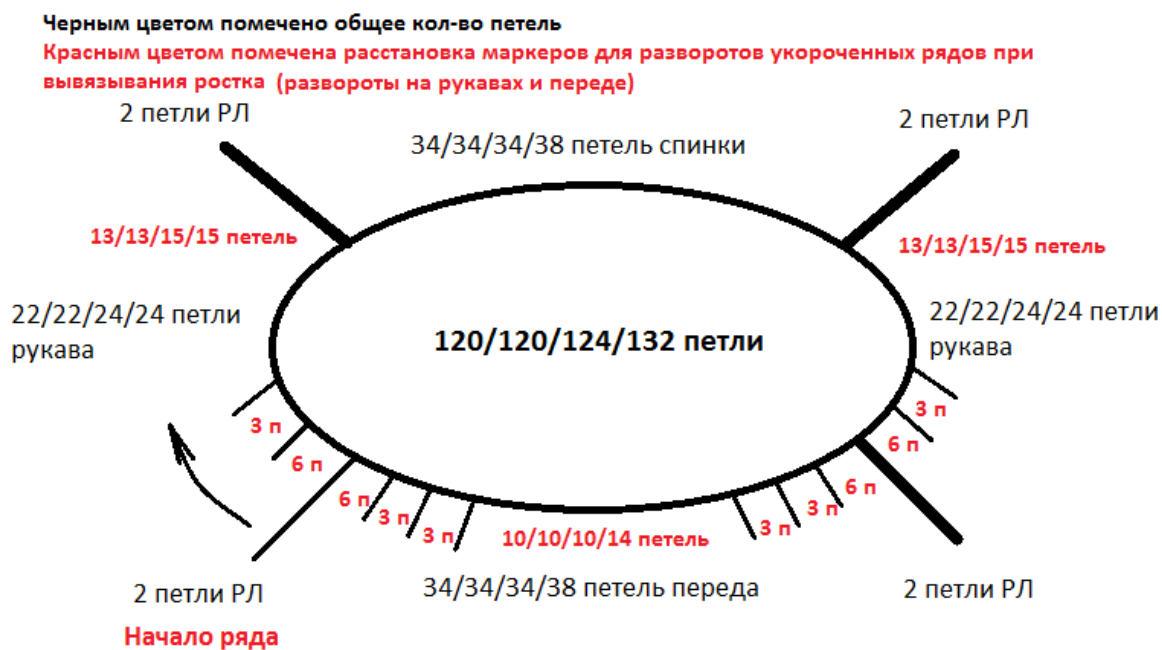 Черным цветом помечено общее кол-во петель
Красным цветом помечена расстановка маркеров для разворотов укороченных рядов при
вывязывания ростка (развороты на рукавах и переде)
2 петли РЛ
2 петли РЛ
34/34/34/38 петель спинки
13/13/15/15 петель
13/13/15/15 петель
22/22/24/24 петли
рукава
22/22/24/24 петли
рукава
120/120/124/132 петли
3 п
3 п
6 п
6 п
6 п
6 п
3 п
3 п
3 п
3 п
10/10/10/14 петель
34/34/34/38 петель переда
2 петли РЛ
2 петли РЛ
Начало ряда